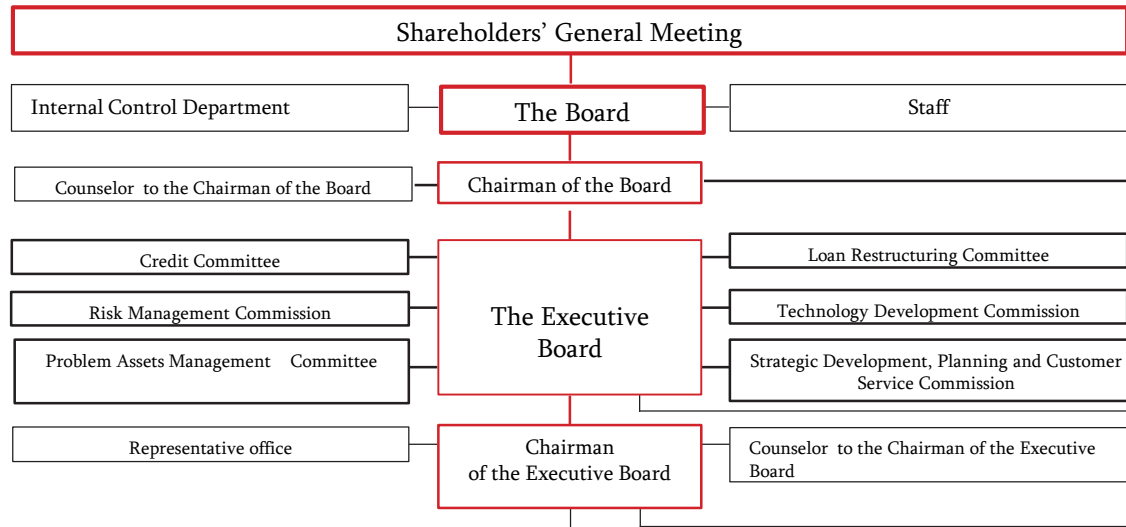 Shareholders' General Meeting
Internal Control Department
The Board
Staff
Counselor to the Chairman of the Board
Chairman of the Board
Credit Committee
Loan Restructuring Committee
Risk Management Commission
The Executive
Board
Technology Development Commission
Problem Assets Management Committee
Strategic Development, Planning and Customer
Service Commission
Representative office
Chairman
of the Executive Board
Counselor to the Chairman of the Executive
Board